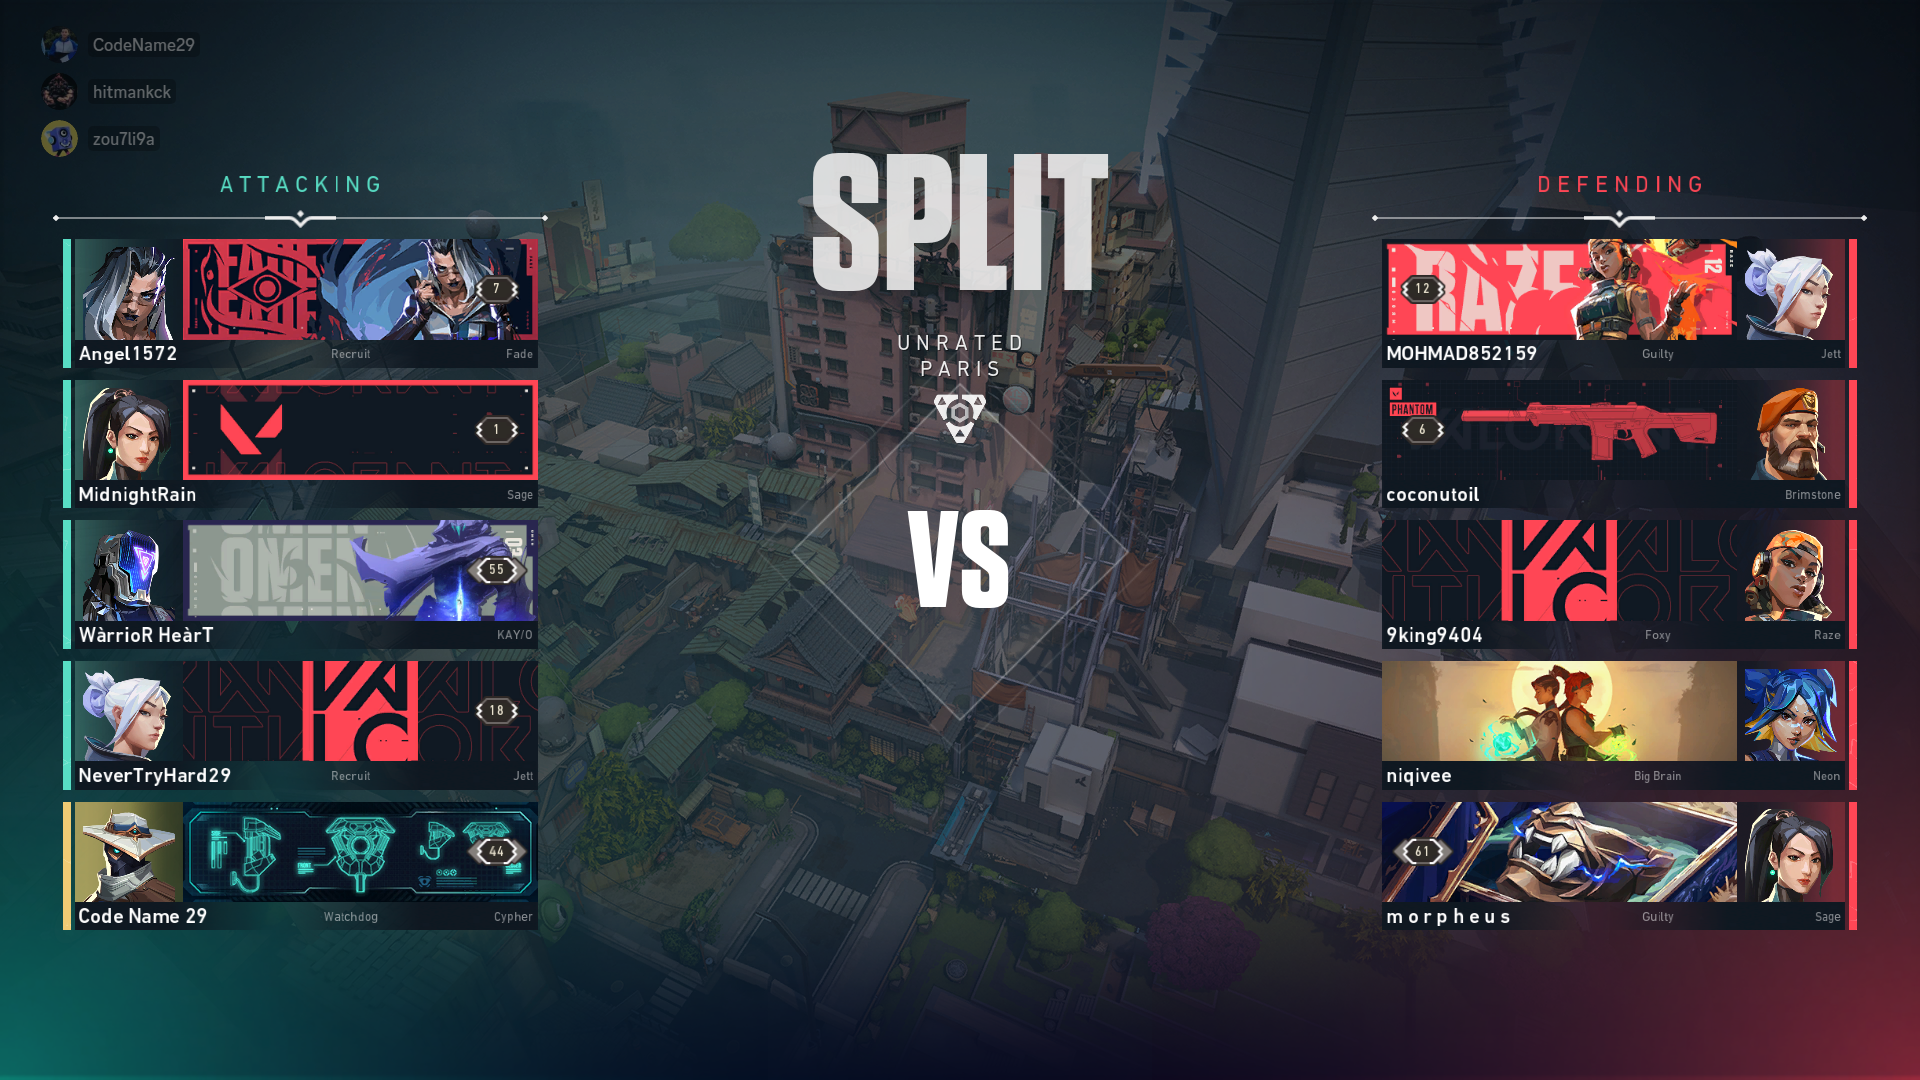 CodeName29
hitmankck
zou7li9a
ATTACKING
Angel1572 Recruit Fade
7
MidnightRain Sage
1
WàrrioR HeàrT KAY/O
55
NeverTryHard29 Recruit Jett
18
Code Name 29 Watchdog Cypher
44
SPLIT
UNRATED
PARIS
VS
DEFENDING
RAZE
12
12
MOHMAD852159 Guilty Jett
PHANTOM
6
coconutoil Brimstone
9king9404 Foxy Raze
niqivee Big Brain Neon
61
morpheus Guilty Sage